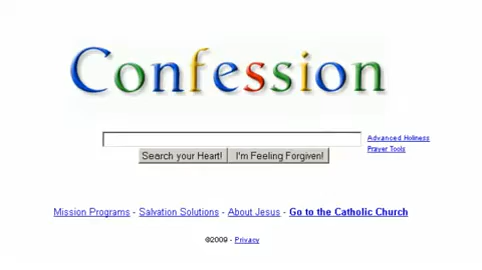 Confession
Advanced Holiness
Prayer Tools
Search your Heart! I'm Feeling Forgiven!
Mission Programs - Salvation Solutions - About Jesus - Go to the Catholic Church
©2009 - Privacy